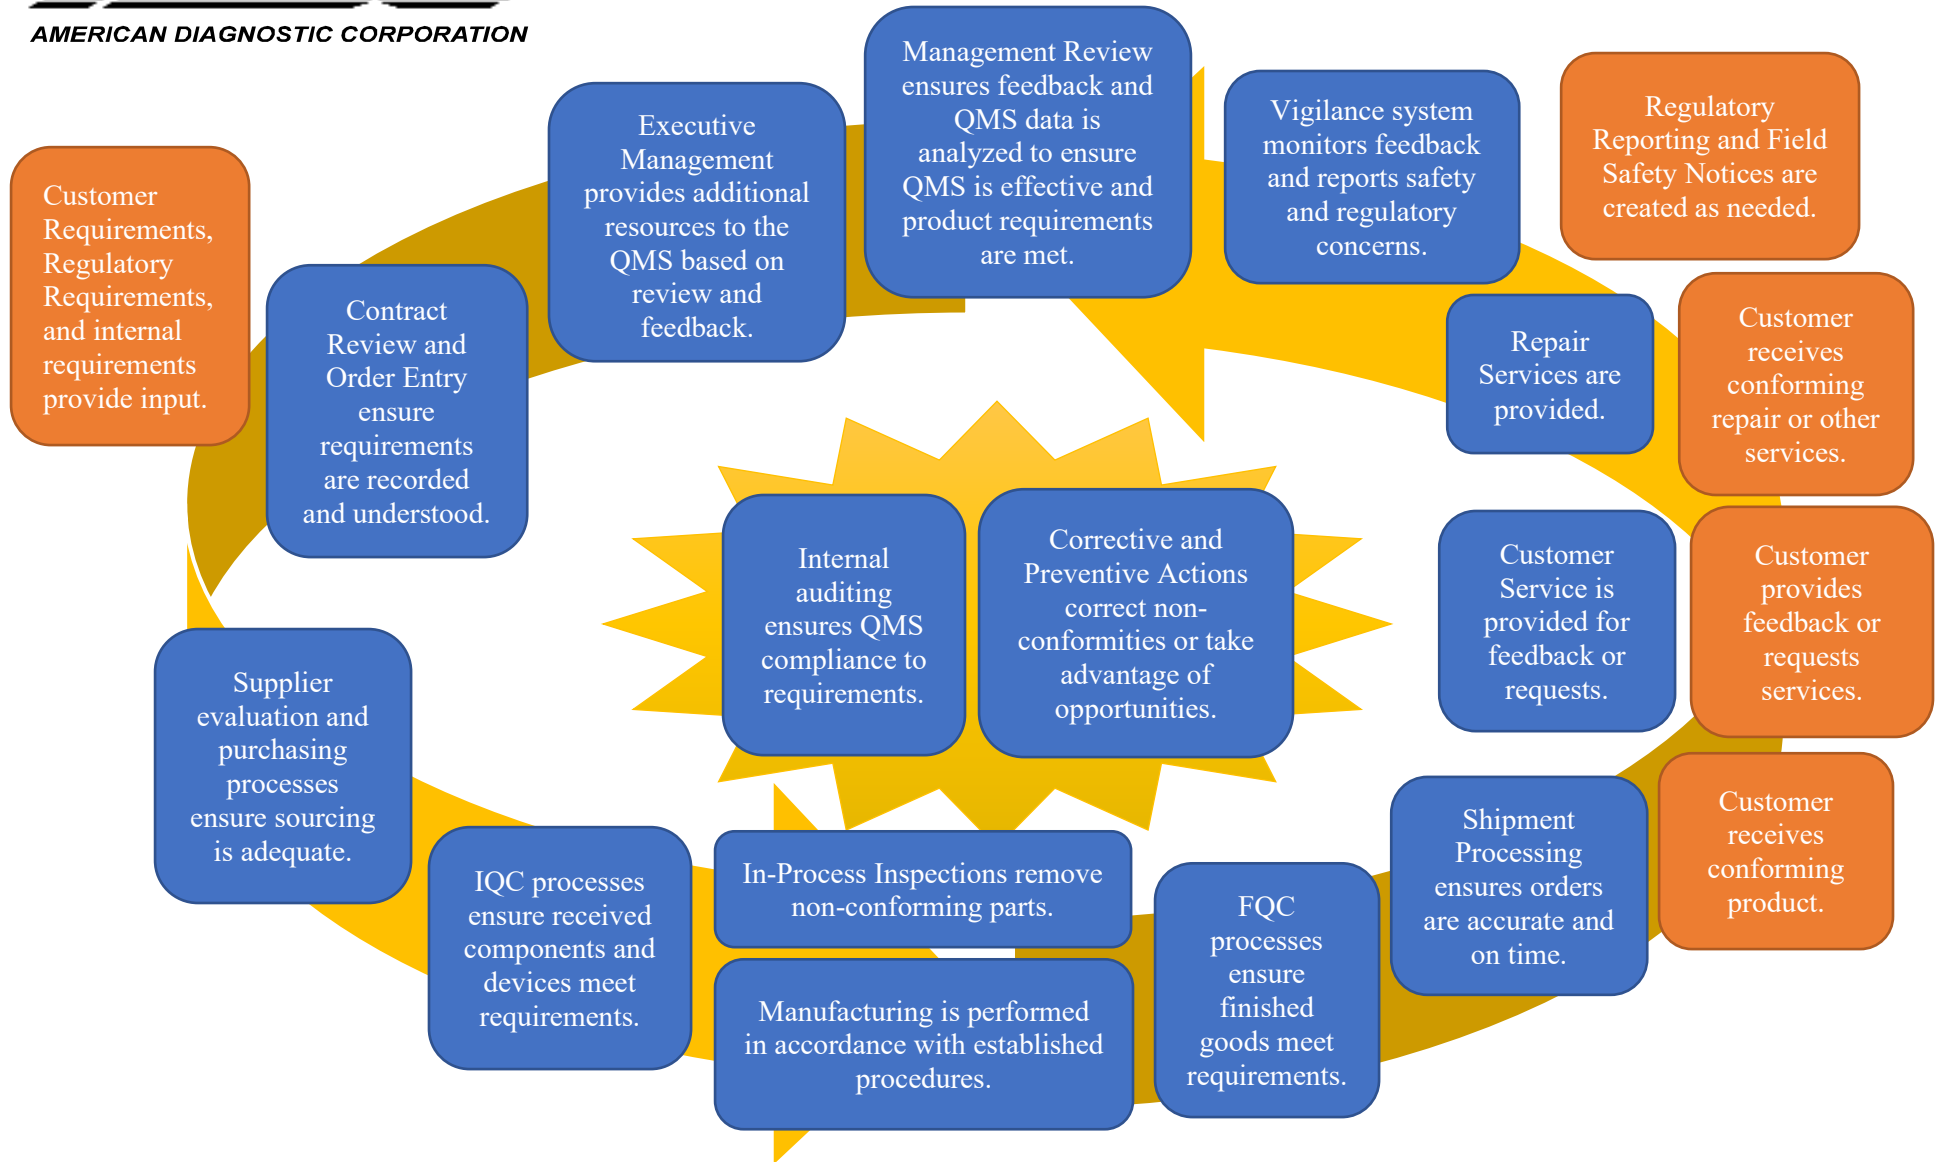 AMERICAN DIAGNOSTIC CORPORATION
Customer
Requirements,
Regulatory
Requirements,
and internal
requirements
provide input.
Contract
Review and
Order Entry
ensure
requirements
are recorded
and understood.
Executive
Management
provides additional
resources to the
QMS based on
review and
feedback.
Management Review
ensures feedback and
QMS data is
analyzed to ensure
QMS is effective and
product requirements
are met.
Vigilance system
monitors feedback
and reports safety
and regulatory
concerns.
Regulatory
Reporting and Field
Safety Notices are
created as needed.
Repair
Services are
provided.
Customer
receives
conforming
repair or other
services.
Internal
auditing
ensures QMS
compliance to
requirements.
Corrective and
Preventive Actions
correct non-
conformities or take
advantage of
opportunities.
Customer
Service is
provided for
feedback or
requests.
Customer
provides
feedback or
requests
services.
Supplier
evaluation and
purchasing
processes
ensure sourcing
is adequate.
IQC processes
ensure received
components and
devices meet
requirements.
In-Process Inspections remove
non-conforming parts.
Manufacturing is performed
in accordance with established
procedures.
FQC
processes
ensure
finished
goods meet
requirements.
Shipment
Processing
ensures orders
are accurate and
on time.
Customer
receives
conforming
product.